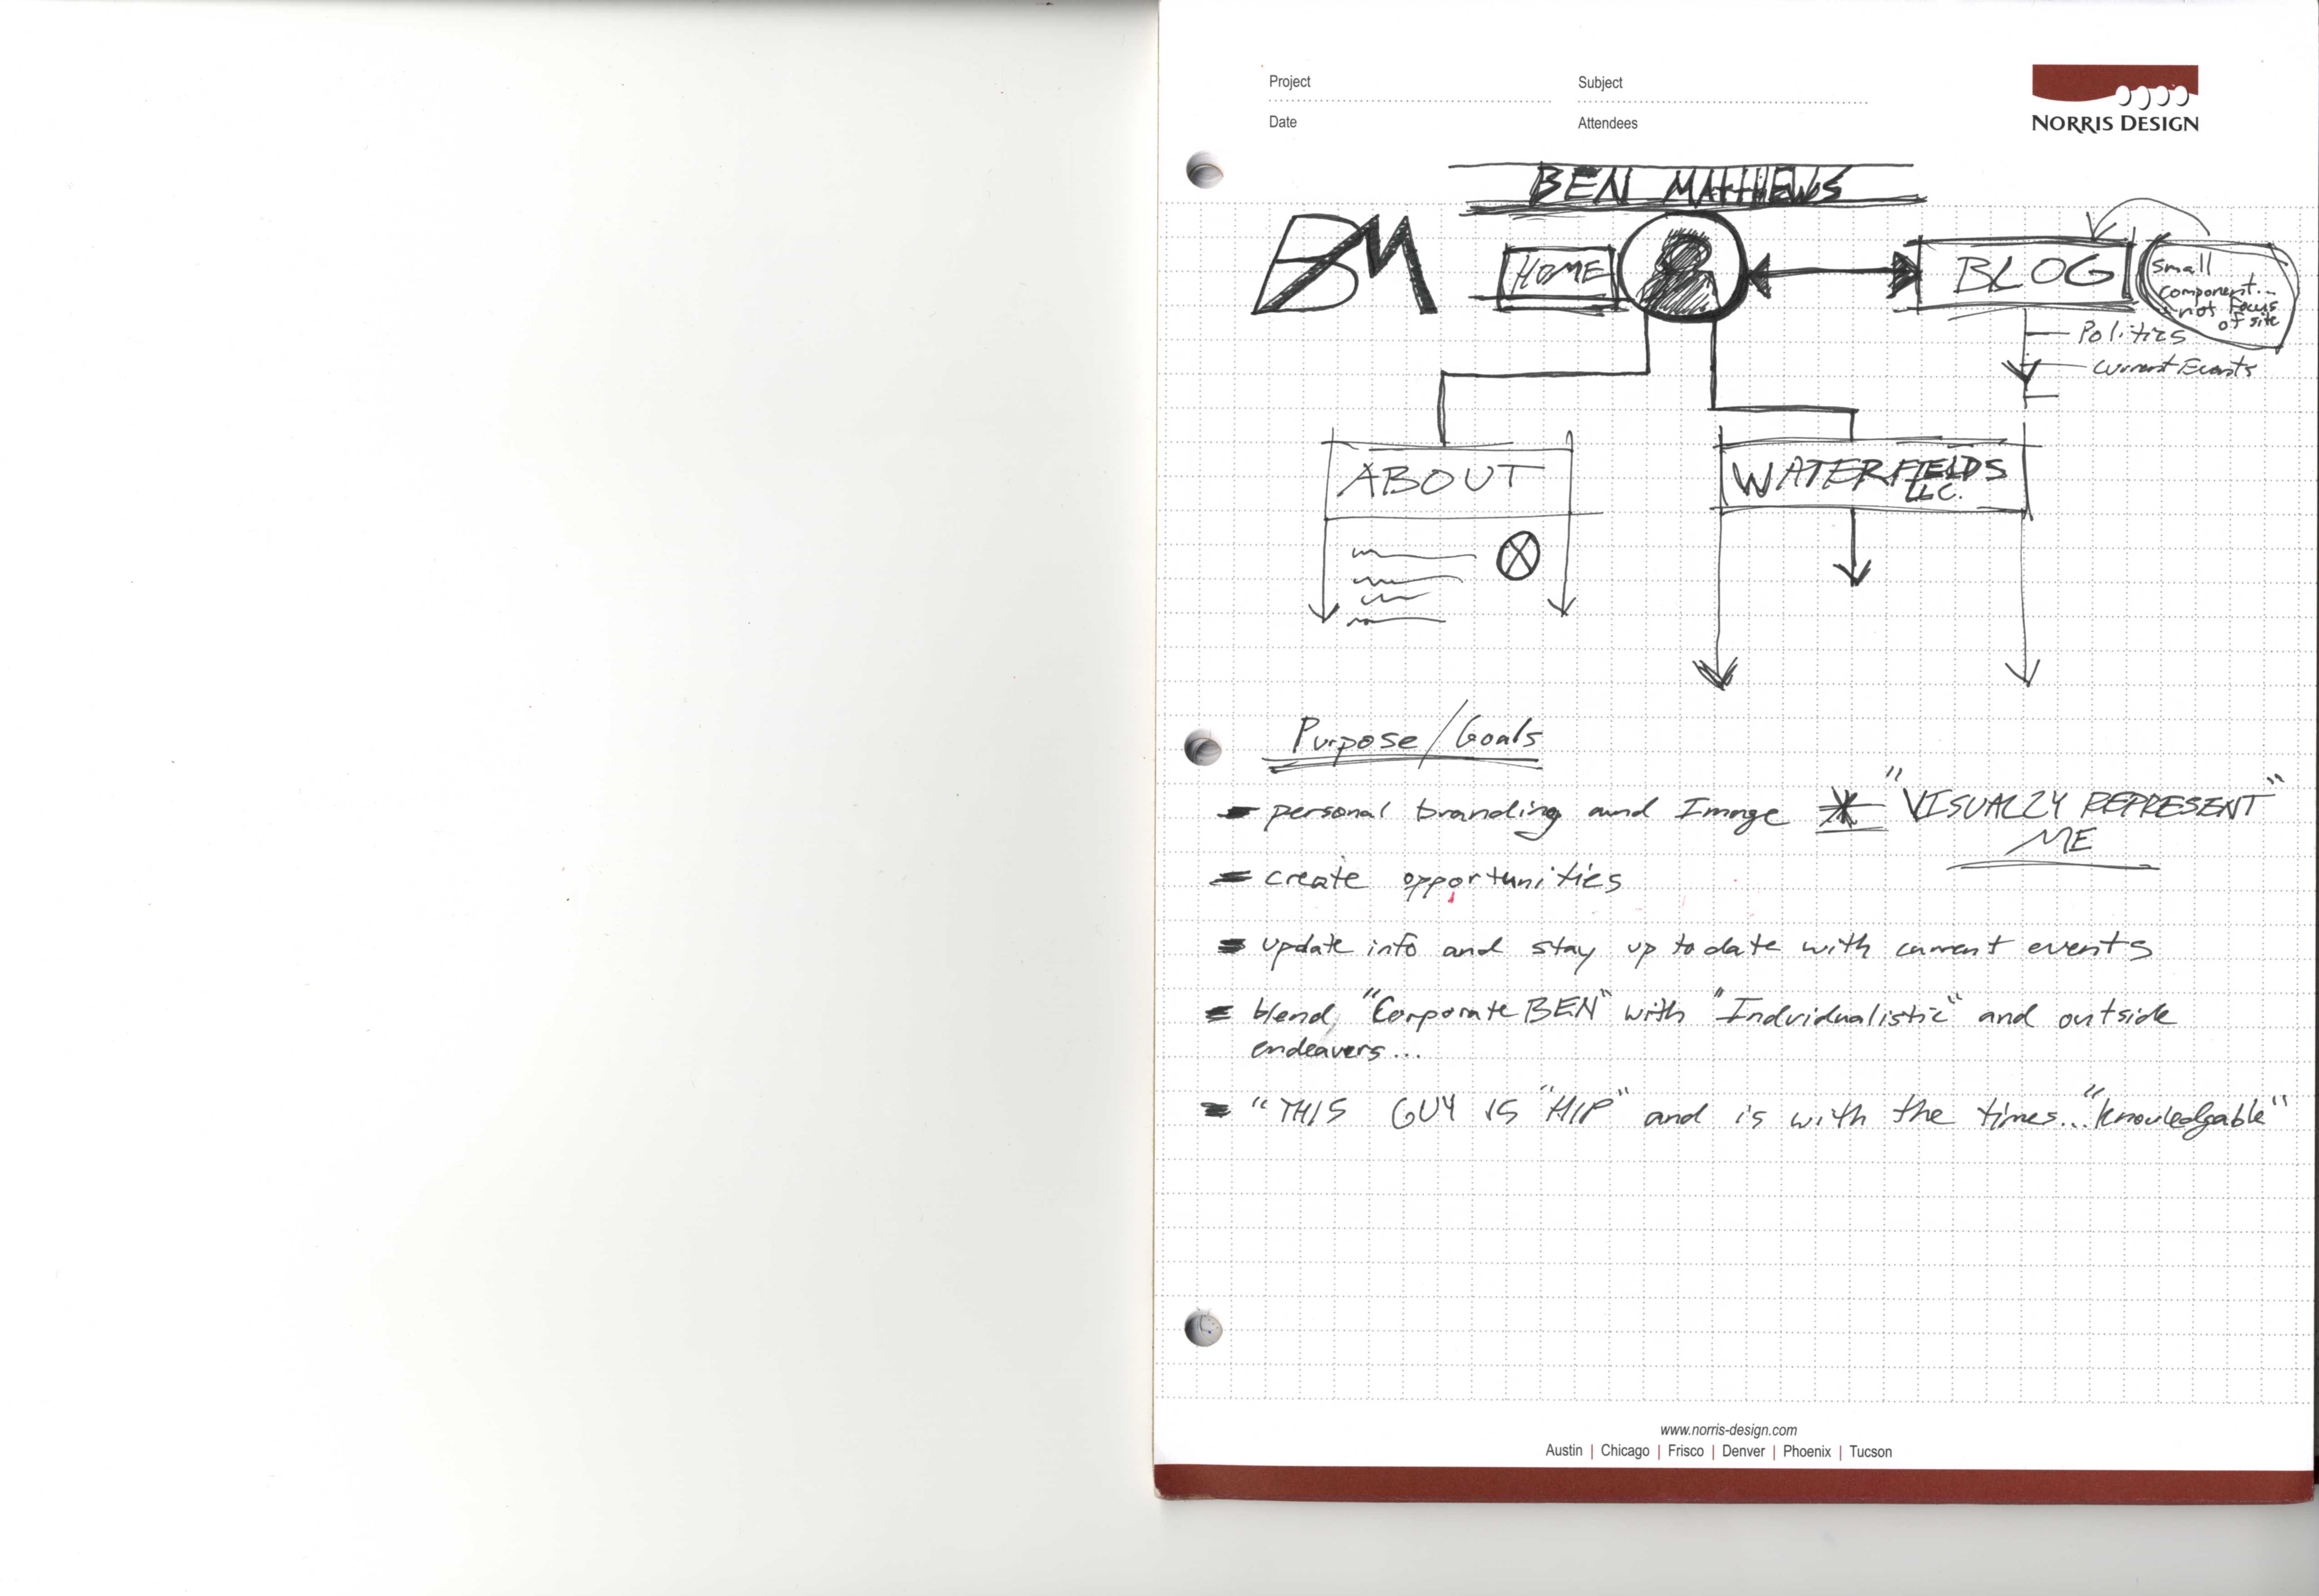 Project
Subject
Date
Attendees
NORRIS DESIGN
BEN MATTHEWS
BM
HOME
BLOG
small
component...
not Focus
of site
Politics
Current Events
ABOUT
WATERFIELDS
LLC.
Purpose/Goals
personal branding and Image * "VISUALLY REPRESENT"
ME
create opportunities
update info and stay up to date with current events
blend "Corporate BEN" with "Individualistic" and outside
endeavers...
"THIS GUY IS "HIP" and is with the times... "knowledgable"
www.norris-design.com
Austin | Chicago | Frisco | Denver | Phoenix | Tucson